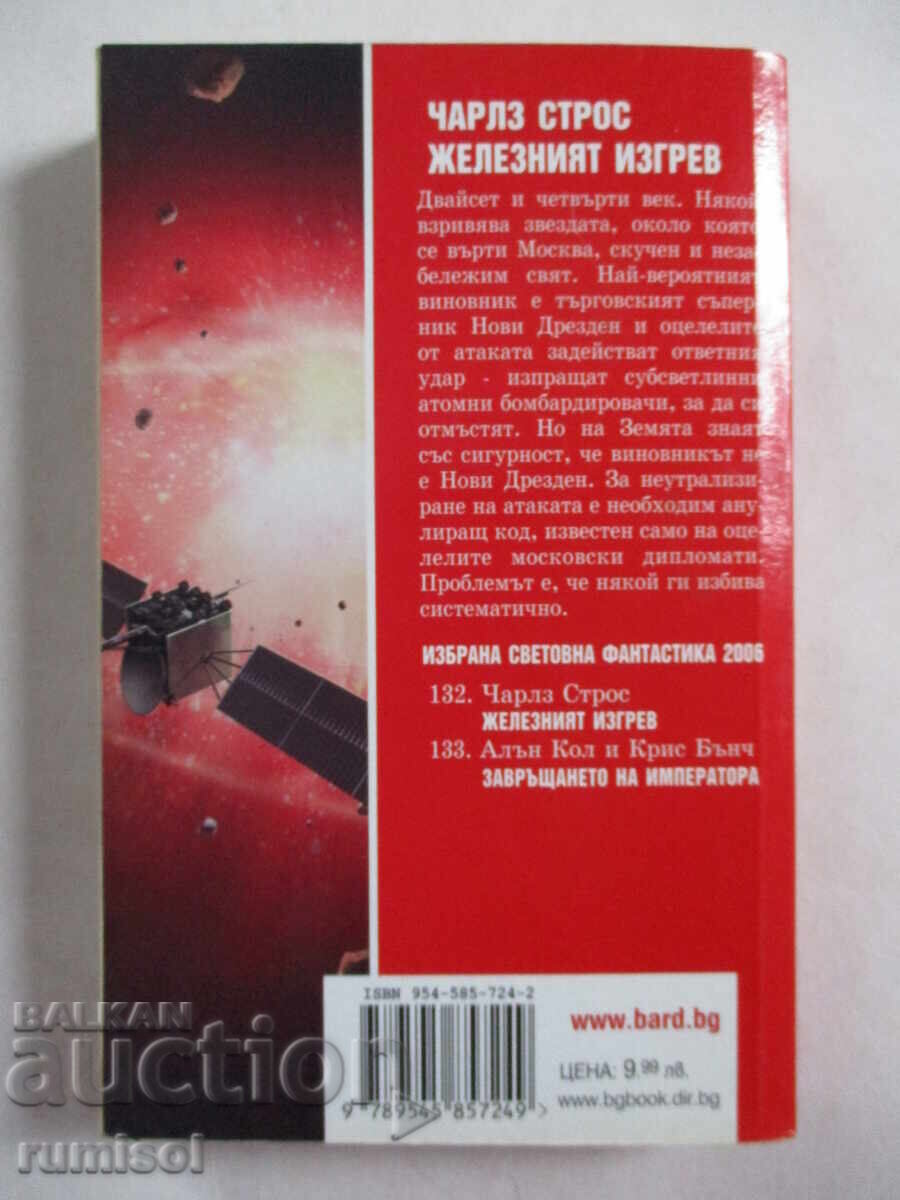 ЧАРЛЗ СТРОС
ЖЕЛЕЗНИЯТ ИЗГРЕВ
Двайсет и четвърти век. Някой
взривява звездата, около която
се върти Москва, скучен и неза-
бележим свят. Най-вероятният
виновник е търговският съпер-
ник Нови Дрезден и оцелелите
от атаката задействат ответния
удар - изпращат субсветлинни
атомни бомбардировачи, за да си
отмъстят. Но на Земята знаят
със сигурност, че виновникът не
е Нови Дрезден. За неутрализи-
ране на атаката е необходим ану-
лиращ код, известен само на оце-
лелите московски дипломати.
Проблемът е, че някой ги избива
систематично.
ИЗБРАНА СВЕТОВНА ФАНТАСТИКА 2006
132. Чарлз Строс
ЖЕЛЕЗНИЯТ ИЗГРЕВ
133. Алън Кол и Крис Бънч
ЗАВРЪЩАНЕТО НА ИМПЕРАТОРА
ISBN 954-585-724-2
9 789545 857249 >
www.bard.bg
ЦЕНА: 9.99 лв.
www.bgbook.dir.bg
BALKAN
auction
rumisol